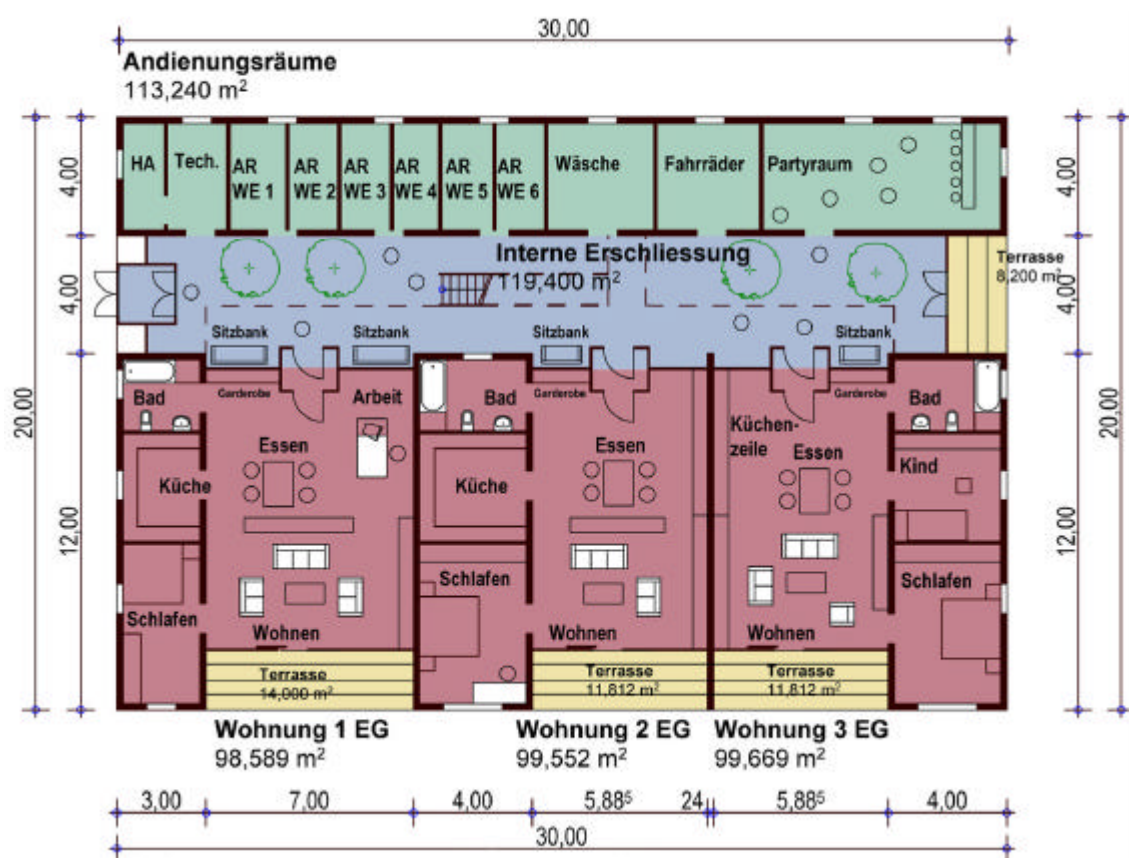 30,00
Andienungsräume
113,240 m²
HA
Tech.
AR
WE 1
AR
WE 2
AR
WE 3
AR
WE 4
AR
WE 5
AR
WE 6
Wäsche
Fahrräder
Partyraum
4,00
4,00
Interne Erschliessung
119,400 m²
Terrasse
8,200 m²
4,00
4,00
Sitzbank
Sitzbank
Sitzbank
Sitzbank
20,00
20,00
Bad
Garderobe
Arbeit
Bad
Garderobe
Küchen-
zeile
Garderobe
Bad
Essen
Essen
Essen
Küche
Küche
Kind
12,00
12,00
Schlafen
Schlafen
Schlafen
Wohnen
Wohnen
Wohnen
Terrasse
14,000 m²
Terrasse
11,812 m²
Terrasse
11,812 m²
Wohnung 1 EG
98,589 m²
Wohnung 2 EG
99,552 m²
Wohnung 3 EG
99,669 m²
3,00 7,00 4,00 5,88⁵ 24 5,88⁵ 4,00
30,00